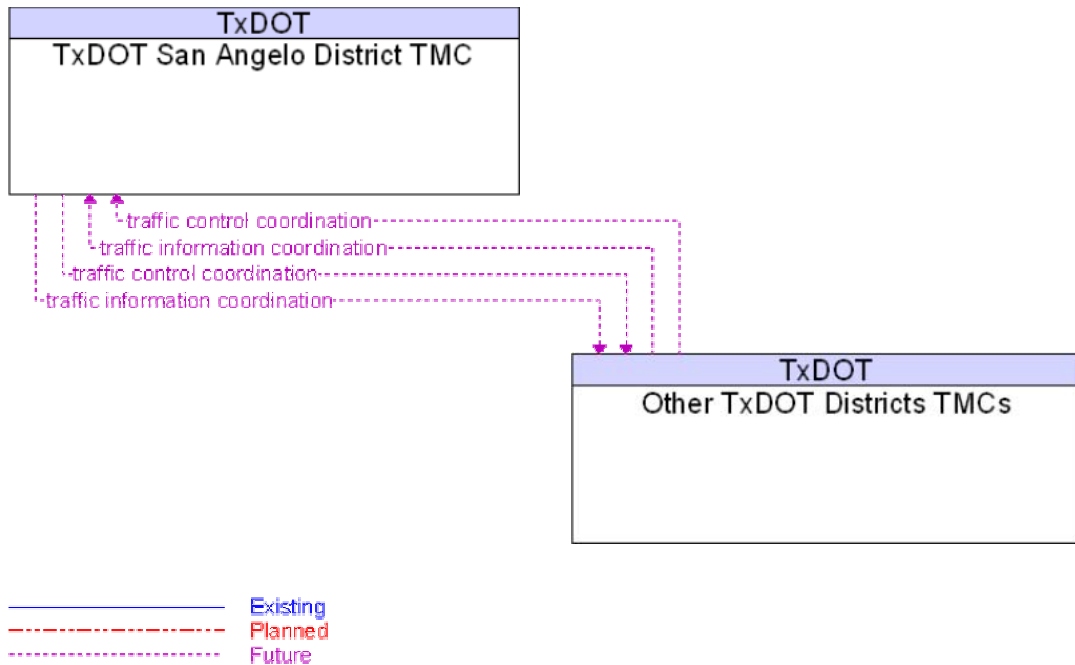 TxDOT
TxDOT San Angelo District TMC
traffic control coordination
traffic information coordination
traffic control coordination
traffic information coordination
TxDOT
Other TxDOT Districts TMCs
Existing
Planned
Future